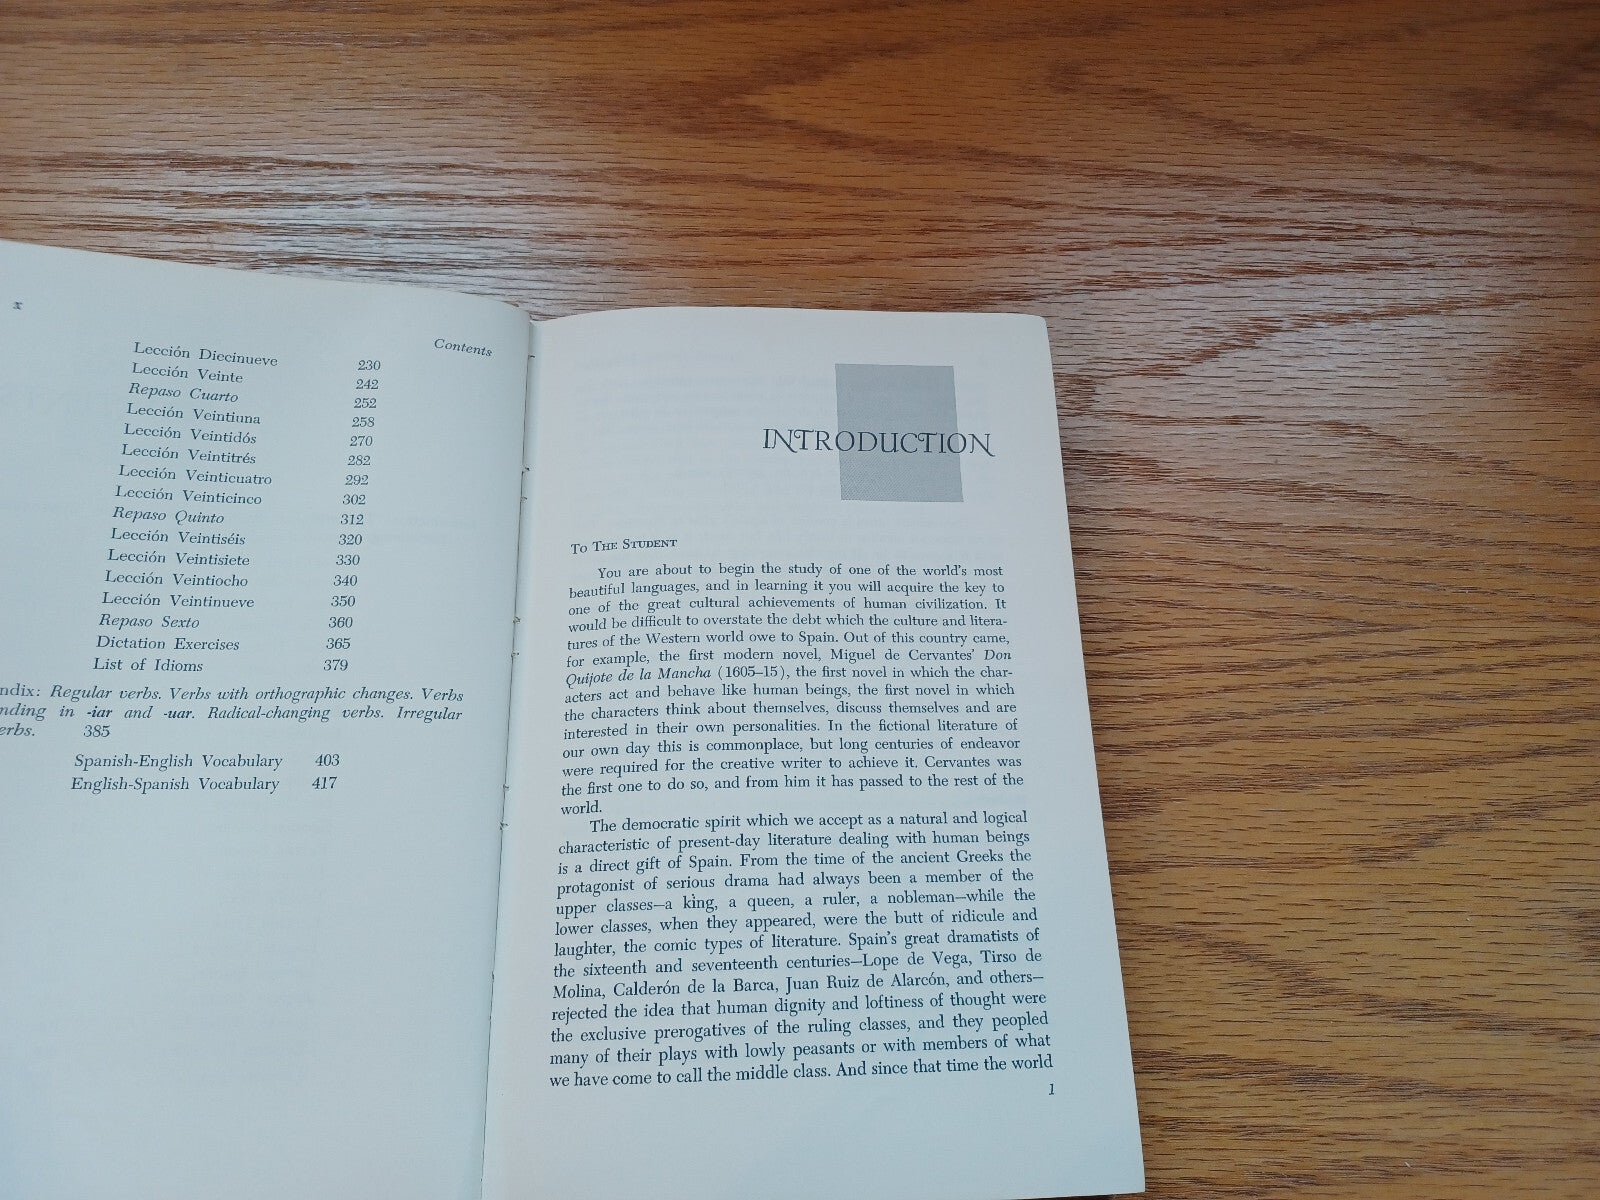 x
Contents
Lección Diecinueve 230
Lección Veinte 242
Repaso Cuarto 252
Lección Veintiuna 258
Lección Veintidós 270
Lección Veintitrés 282
Lección Veinticuatro 292
Lección Veinticinco 302
Repaso Quinto 312
Lección Veintiséis 320
Lección Veintisiete 330
Lección Veintiocho 340
Lección Veintinueve 350
Repaso Sexto 360
Dictation Exercises 365
List of Idioms 379
ndix: Regular verbs. Verbs with orthographic changes. Verbs
nding in -iar and -uar. Radical-changing verbs. Irregular
erbs. 385
Spanish-English Vocabulary 403
English-Spanish Vocabulary 417
INTRODUCTION
To The Student
You are about to begin the study of one of the world's most
beautiful languages, and in learning it you will acquire the key to
one of the great cultural achievements of human civilization. It
would be difficult to overstate the debt which the culture and litera-
tures of the Western world owe to Spain. Out of this country came,
for example, the first modern novel, Miguel de Cervantes' Don
Quijote de la Mancha (1605–15), the first novel in which the char-
acters act and behave like human beings, the first novel in which
the characters think about themselves, discuss themselves and are
interested in their own personalities. In the fictional literature of
our own day this is commonplace, but long centuries of endeavor
were required for the creative writer to achieve it. Cervantes was
the first one to do so, and from him it has passed to the rest of the
world.
The democratic spirit which we accept as a natural and logical
characteristic of present-day literature dealing with human beings
is a direct gift of Spain. From the time of the ancient Greeks the
protagonist of serious drama had always been a member of the
upper classes—a king, a queen, a ruler, a nobleman—while the
lower classes, when they appeared, were the butt of ridicule and
laughter, the comic types of literature. Spain's great dramatists of
the sixteenth and seventeenth centuries—Lope de Vega, Tirso de
Molina, Calderón de la Barca, Juan Ruiz de Alarcón, and others—
rejected the idea that human dignity and loftiness of thought were
the exclusive prerogatives of the ruling classes, and they peopled
many of their plays with lowly peasants or with members of what
we have come to call the middle class. And since that time the world
1